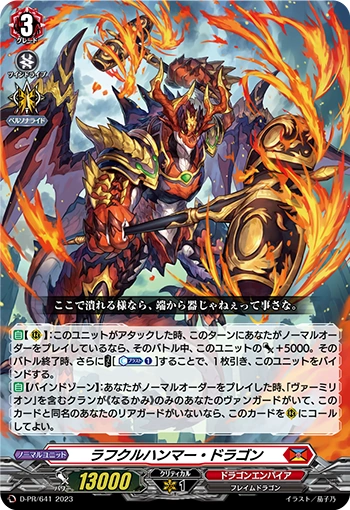 3
グレード
ツインドライブ
ペルソナライド
ここで潰れる様なら、端から器じゃねぇって事さな。
【】:このユニットがアタックした時、このターンにあなたがノーマルオー
ダーをプレイしているなら、そのバトル中、このユニットの+5000。その
バトル終了時、さらに[ブラスト1]することで、1枚引き、このユニットをバ
インドする。
【バインドゾーン】:あなたがノーマルオーダーをプレイした時、「ヴァーミリ
オン」を含むクランが《なるかみ》のみのあなたのヴァンガードがいて、この
カードと同名のあなたのリアガードがいないなら、このカードをにコール
してよい。
ノーマルユニット
ラフクルハンマー・ドラゴン
パワー
13000
クリティカル
1
ドラゴンエンパイア
フレイムドラゴン
D-PR/641 2023
イラスト/茄子乃